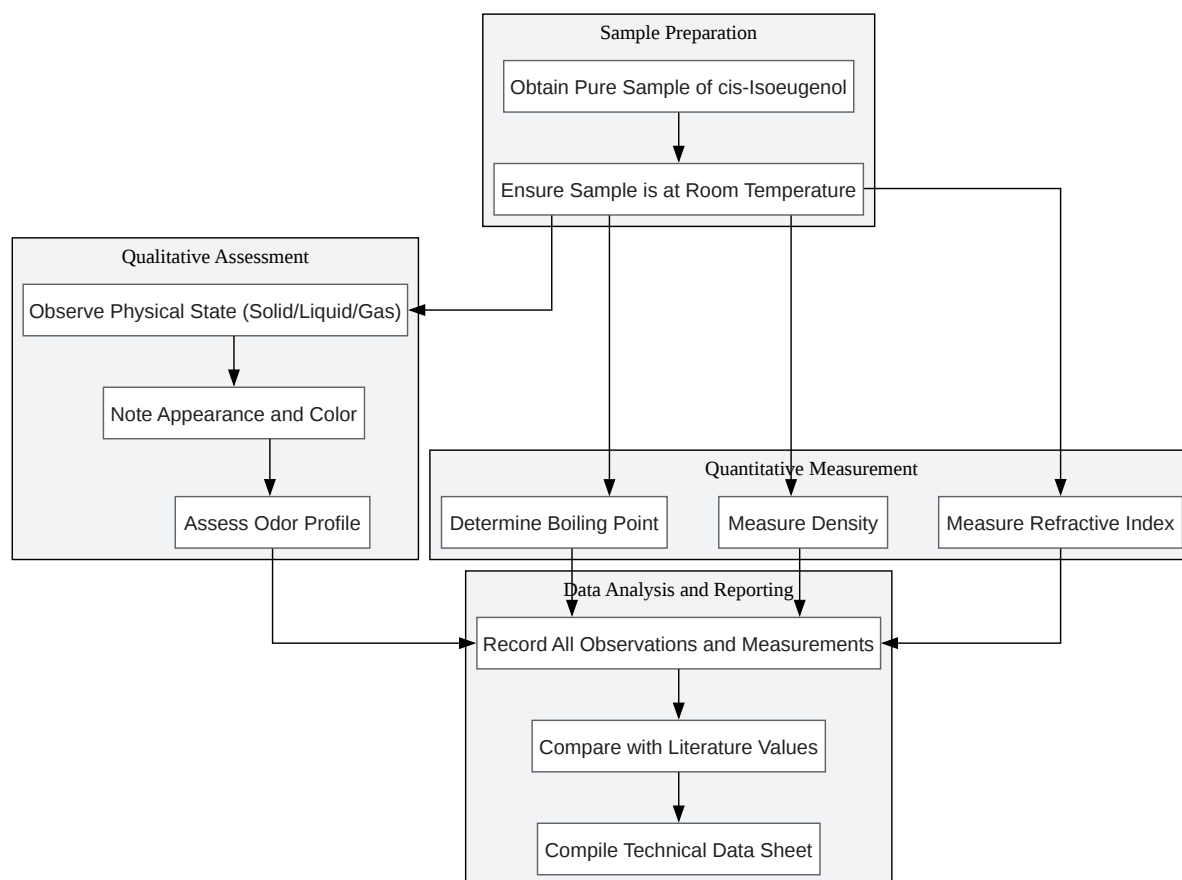 Sample Preparation
Obtain Pure Sample of cis-Isoeugenol
Ensure Sample is at Room Temperature
Qualitative Assessment
Observe Physical State (Solid/Liquid/Gas)
Note Appearance and Color
Assess Odor Profile
Quantitative Measurement
Determine Boiling Point
Measure Density
Measure Refractive Index
Data Analysis and Reporting
Record All Observations and Measurements
Compare with Literature Values
Compile Technical Data Sheet